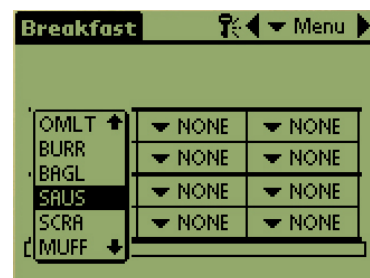 Breakfast Menu
OMLT NONE NONE
BURR NONE NONE
BAGL
SAUS NONE NONE
SCRA NONE NONE
MUFF